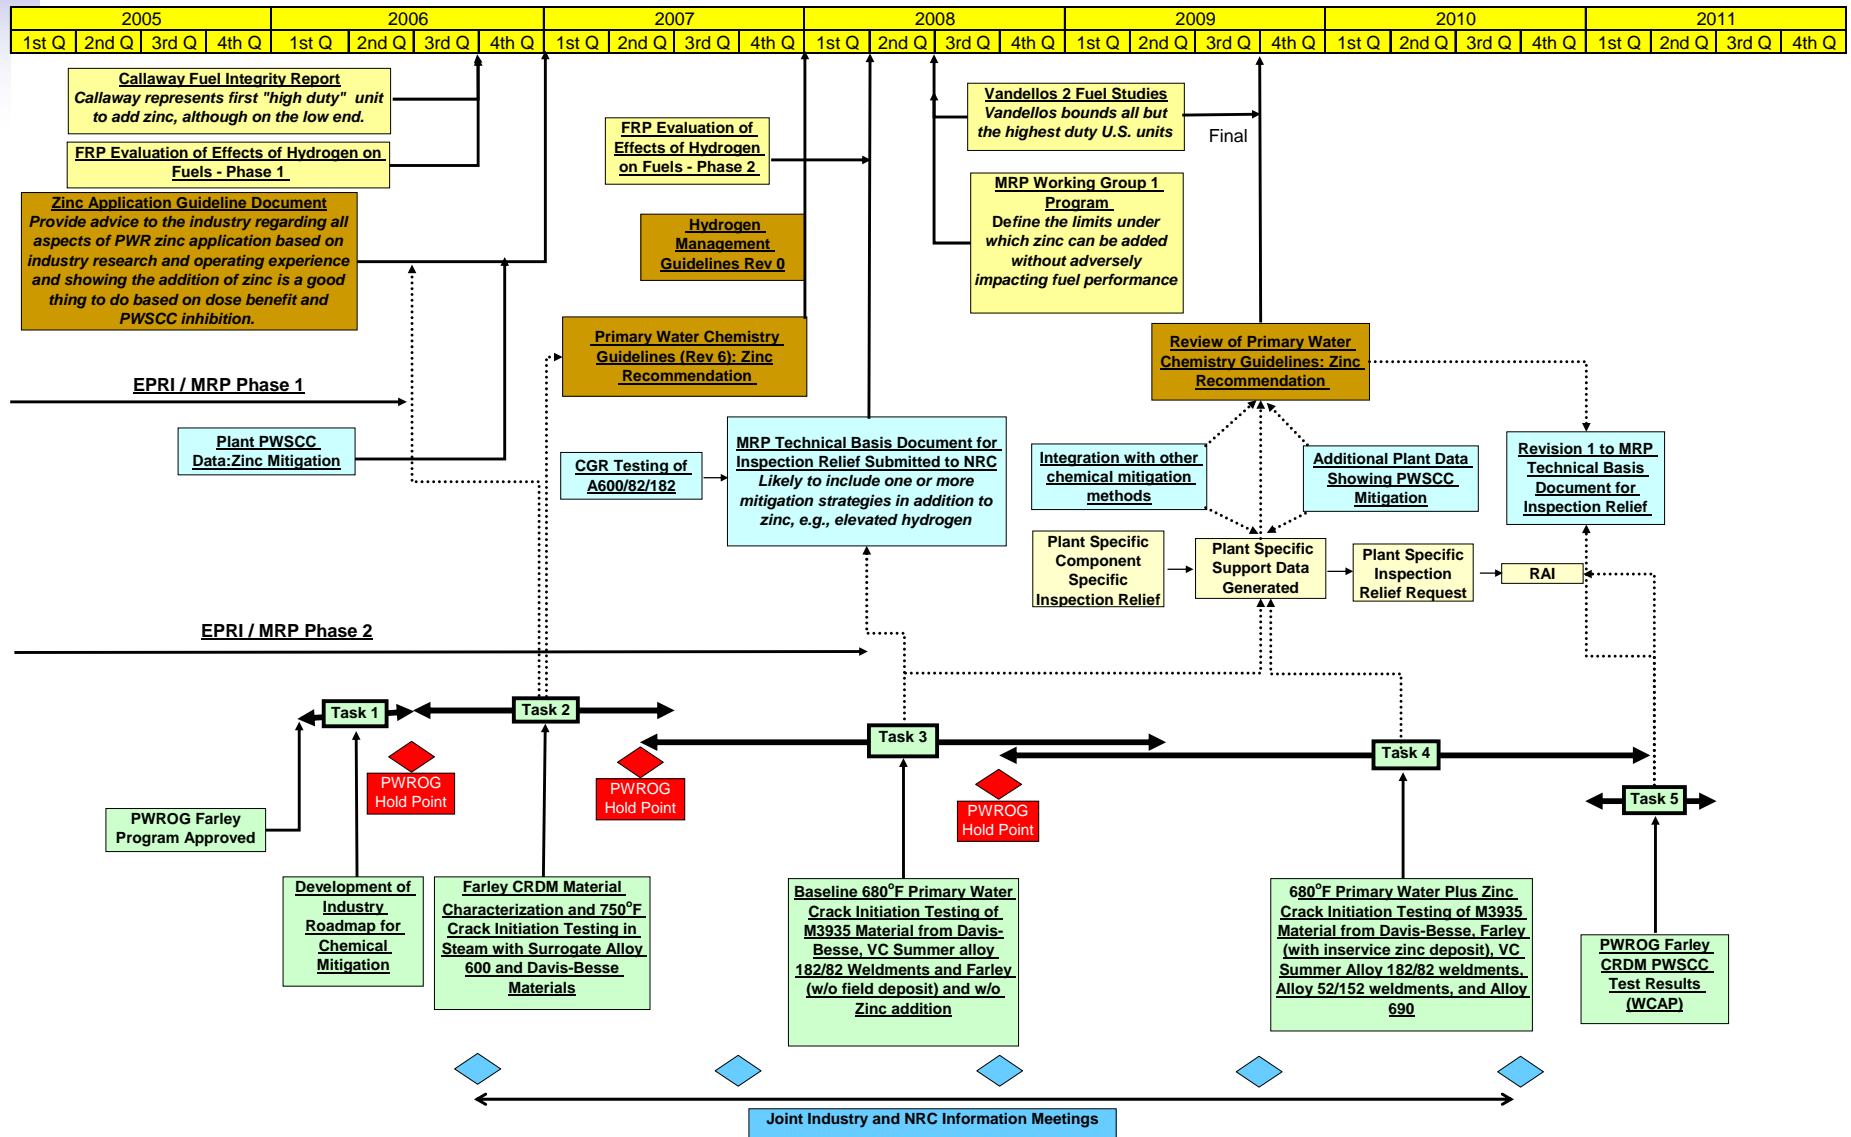 2005 2006 2007 2008 2009 2010 2011
1st Q 2nd Q 3rd Q 4th Q 1st Q 2nd Q 3rd Q 4th Q 1st Q 2nd Q 3rd Q 4th Q 1st Q 2nd Q 3rd Q 4th Q 1st Q 2nd Q 3rd Q 4th Q 1st Q 2nd Q 3rd Q 4th Q 1st Q 2nd Q 3rd Q 4th Q
Callaway Fuel Integrity Report
Callaway represents first "high duty" unit
to add zinc, although on the low end.
FRP Evaluation of Effects of Hydrogen on
Fuels - Phase 1
Zinc Application Guideline Document
Provide advice to the industry regarding all
aspects of PWR zinc application based on
industry research and operating experience
and showing the addition of zinc is a good
thing to do based on dose benefit and
PWSCC inhibition.
FRP Evaluation of
Effects of Hydrogen
on Fuels - Phase 2
Hydrogen
Management
Guidelines Rev 0
Vandellos 2 Fuel Studies
Vandellos bounds all but
the highest duty U.S. units
Final
MRP Working Group 1
Program
Define the limits under
which zinc can be added
without adversely
impacting fuel performance
Primary Water Chemistry
Guidelines (Rev 6): Zinc
Recommendation
Review of Primary Water
Chemistry Guidelines: Zinc
Recommendation
EPRI / MRP Phase 1
Plant PWSCC
Data:Zinc Mitigation
CGR Testing of
A600/82/182
MRP Technical Basis Document for
Inspection Relief Submitted to NRC
Likely to include one or more
mitigation strategies in addition to
zinc, e.g., elevated hydrogen
Integration with other
chemical mitigation
methods
Additional Plant Data
Showing PWSCC
Mitigation
Revision 1 to MRP
Technical Basis
Document for
Inspection Relief
Plant Specific
Component
Specific
Inspection Relief
Plant Specific
Support Data
Generated
Plant Specific
Inspection
Relief Request
RAI
EPRI / MRP Phase 2
Task 1
Task 2
Task 3
Task 4
Task 5
PWROG
Hold Point
PWROG
Hold Point
PWROG
Hold Point
PWROG Farley
Program Approved
Development of
Industry
Roadmap for
Chemical
Mitigation
Farley CRDM Material
Characterization and 750°F
Crack Initiation Testing in
Steam with Surrogate Alloy
600 and Davis-Besse
Materials
Baseline 680°F Primary Water
Crack Initiation Testing of
M3935 Material from Davis-
Besse, VC Summer alloy
182/82 Weldments and Farley
(w/o field deposit) and w/o
Zinc addition
680°F Primary Water Plus Zinc
Crack Initiation Testing of M3935
Material from Davis-Besse, Farley
(with inservice zinc deposit), VC
Summer Alloy 182/82 weldments,
Alloy 52/152 weldments, and Alloy
690
PWROG Farley
CRDM PWSCC
Test Results
(WCAP)
Joint Industry and NRC Information Meetings